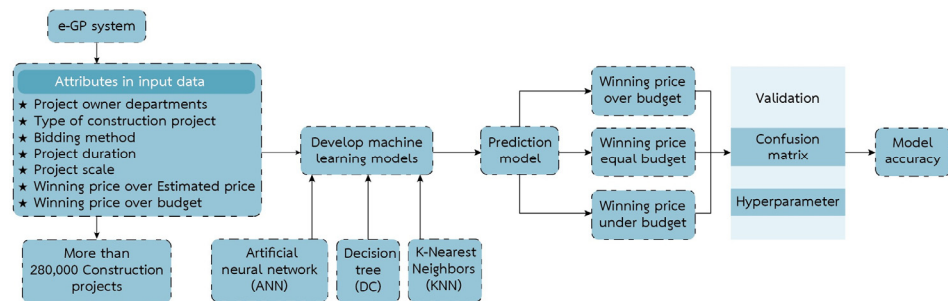 e-GP system
Attributes in input data
★ Project owner departments
★ Type of construction project
★ Bidding method
★ Project duration
★ Project scale
★ Winning price over Estimated price
★ Winning price over budget
More than
280,000 Construction
projects
Develop machine
learning models
Artificial
neural network
(ANN)
Decision
tree
(DC)
K-Nearest
Neighbors
(KNN)
Prediction
model
Winning price
over budget
Winning price
equal budget
Winning price
under budget
Validation
Confusion
matrix
Hyperparameter
Model
accuracy